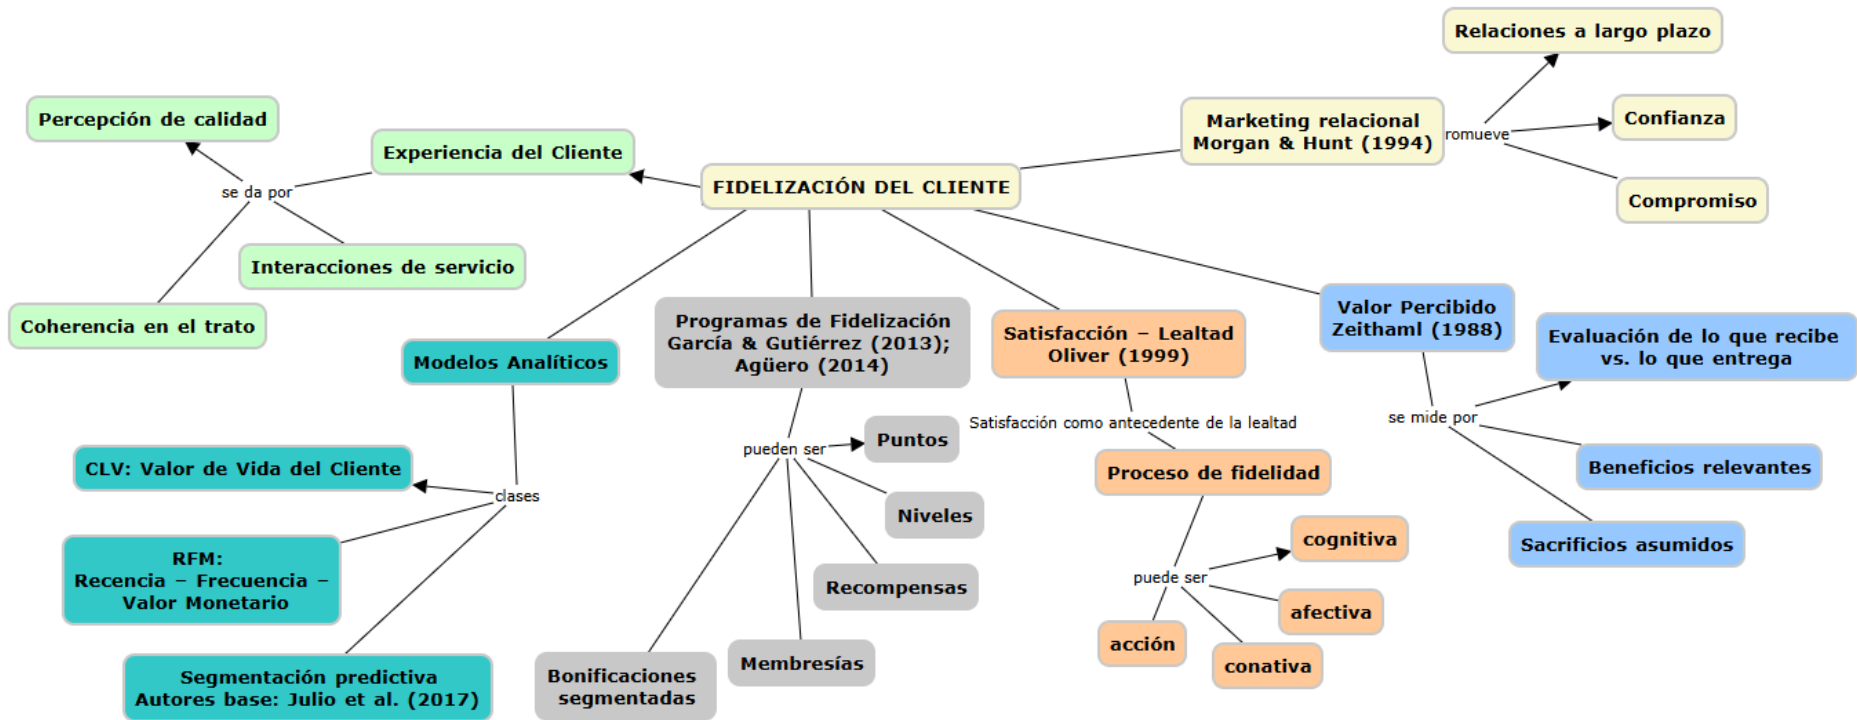 Relaciones a largo plazo
Percepción de calidad
Marketing relacional
Morgan & Hunt (1994)
romueve
Confianza
Experiencia del Cliente
se da por
FIDELIZACIÓN DEL CLIENTE
Compromiso
Interacciones de servicio
Coherencia en el trato
Modelos Analíticos
Programas de Fidelización
García & Gutiérrez (2013);
Agüero (2014)
Satisfacción – Lealtad
Oliver (1999)
Valor Percibido
Zeithaml (1988)
Evaluación de lo que recibe
vs. lo que entrega
se mide por
Satisfacción como antecedente de la lealtad
pueden ser
Puntos
CLV: Valor de Vida del Cliente
Proceso de fidelidad
Beneficios relevantes
clases
Niveles
Sacrificios asumidos
cognitiva
RFM:
Recencia – Frecuencia –
Valor Monetario
Recompensas
puede ser
afectiva
acción
conativa
Membresías
Bonificaciones
segmentadas
Segmentación predictiva
Autores base: Julio et al. (2017)